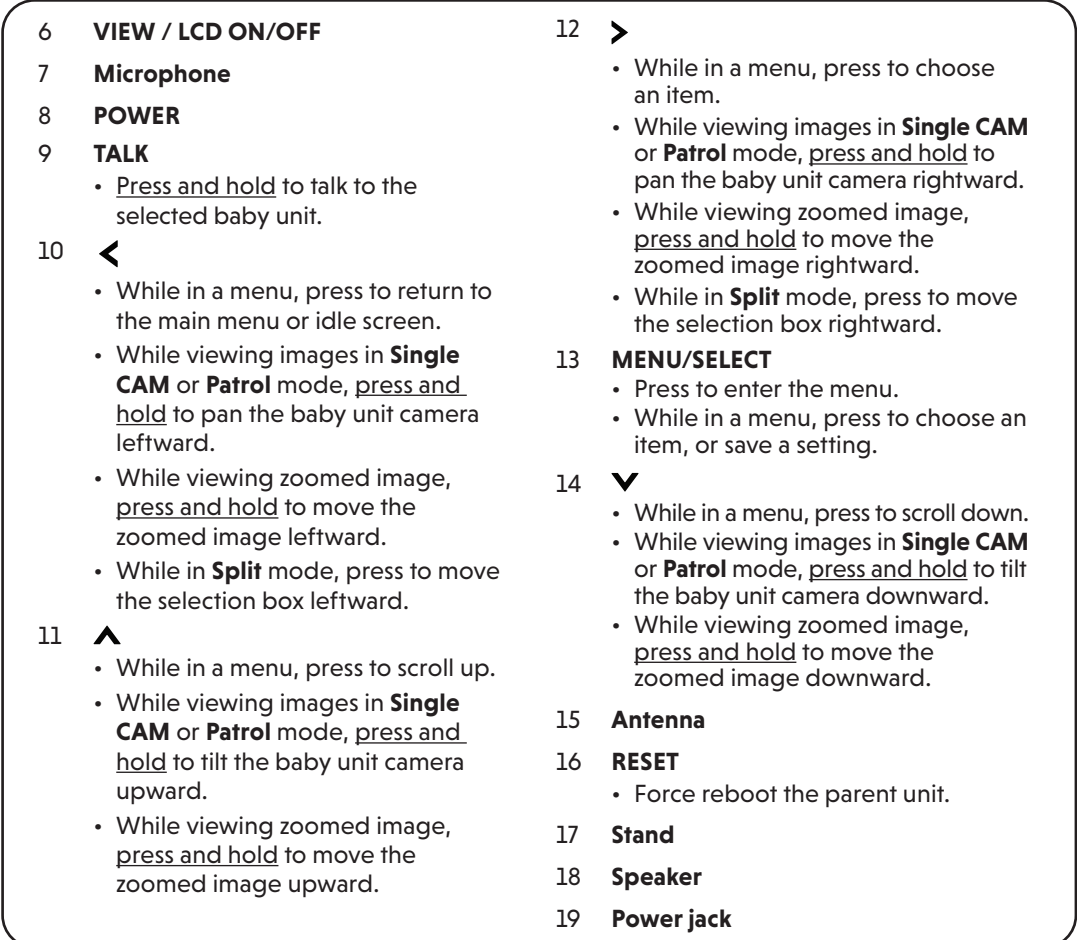 6 VIEW / LCD ON/OFF
7 Microphone
8 POWER
9 TALK
• Press and hold to talk to the
selected baby unit.
10 <
• While in a menu, press to return to
the main menu or idle screen.
• While viewing images in Single
CAM or Patrol mode, press and
hold to pan the baby unit camera
leftward.
• While viewing zoomed image,
press and hold to move the
zoomed image leftward.
• While in Split mode, press to move
the selection box leftward.
11 ^
• While in a menu, press to scroll up.
• While viewing images in Single
CAM or Patrol mode, press and
hold to tilt the baby unit camera
upward.
• While viewing zoomed image,
press and hold to move the
zoomed image upward.
12 >
• While in a menu, press to choose
an item.
• While viewing images in Single CAM
or Patrol mode, press and hold to
pan the baby unit camera rightward.
• While viewing zoomed image,
press and hold to move the
zoomed image rightward.
• While in Split mode, press to move
the selection box rightward.
13 MENU/SELECT
• Press to enter the menu.
• While in a menu, press to choose an
item, or save a setting.
14 v
• While in a menu, press to scroll down.
• While viewing images in Single CAM
or Patrol mode, press and hold to tilt
the baby unit camera downward.
• While viewing zoomed image,
press and hold to move the
zoomed image downward.
15 Antenna
16 RESET
• Force reboot the parent unit.
17 Stand
18 Speaker
19 Power jack